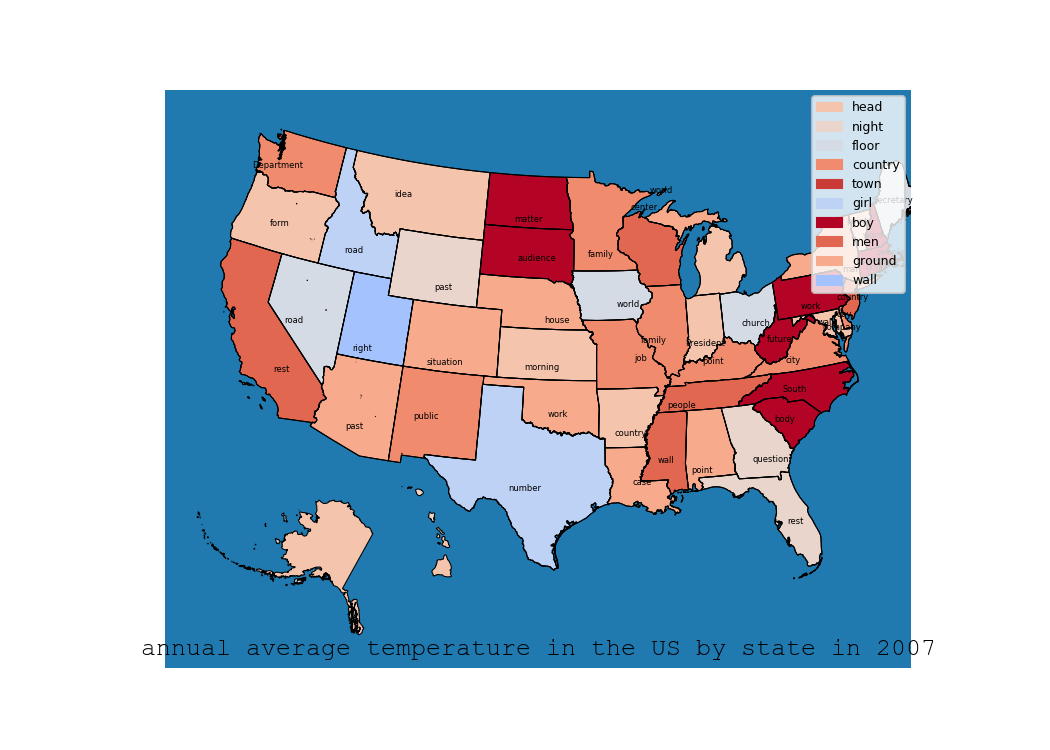 head
night
floor
country
town
girl
boy
men
ground
wall
Department
idea
world
center
secretary
form
matter
road
family
audience
past
country
work
house
world
church
road
company
future
family
President
right
job
city
situation
point
morning
rest
South
people
public
work
body
past
country
question
wall
point
case
number
rest
annual average temperature in the US by state in 2007